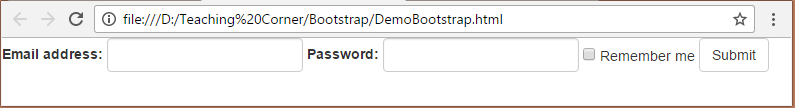 file:///D:/Teaching%20Corner/Bootstrap/DemoBootstrap.html
Email address: Password: Remember me Submit